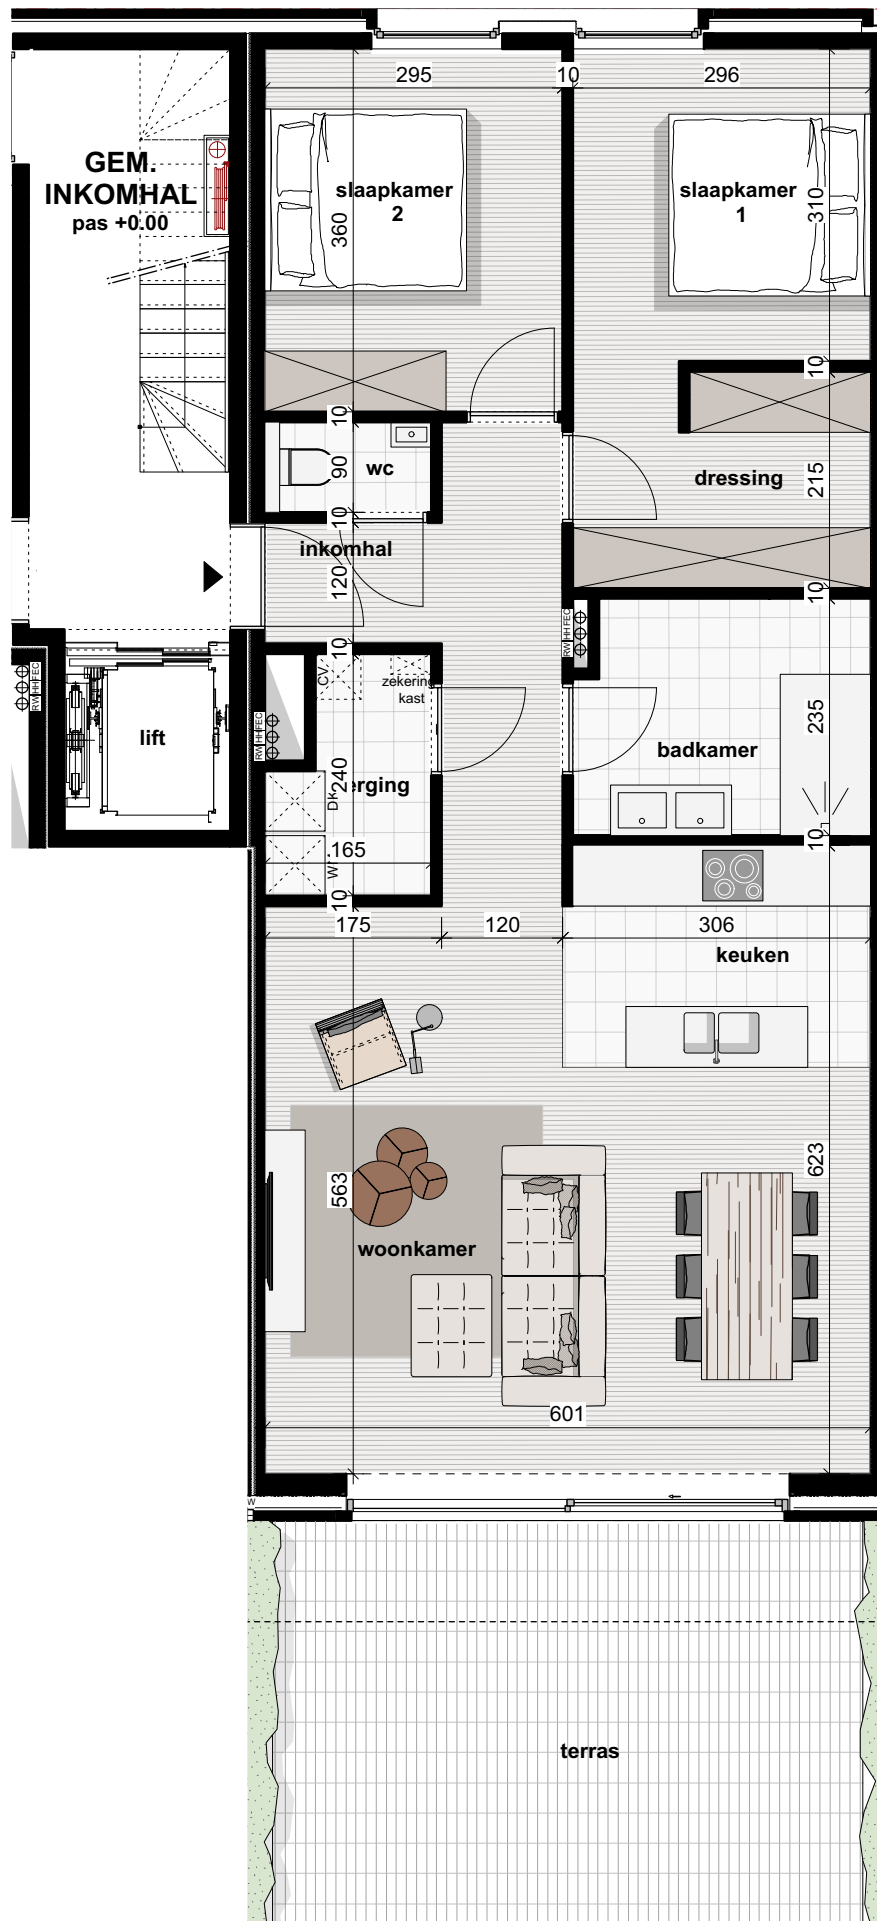 295
10
296
GEM.
INKOMHAL
pas +0.00
slaapkamer
2
360
slaapkamer
1
310
10
10
dressing
215
wc
90
10
inkomhal
120
10
10
RW HH FEC
RW HH FEC
RW HH FEC
CV
zekering
kast
lift
235
badkamer
240
erging
DK
10
165
10
175
120
306
keuken
623
563
woonkamer
601
terras